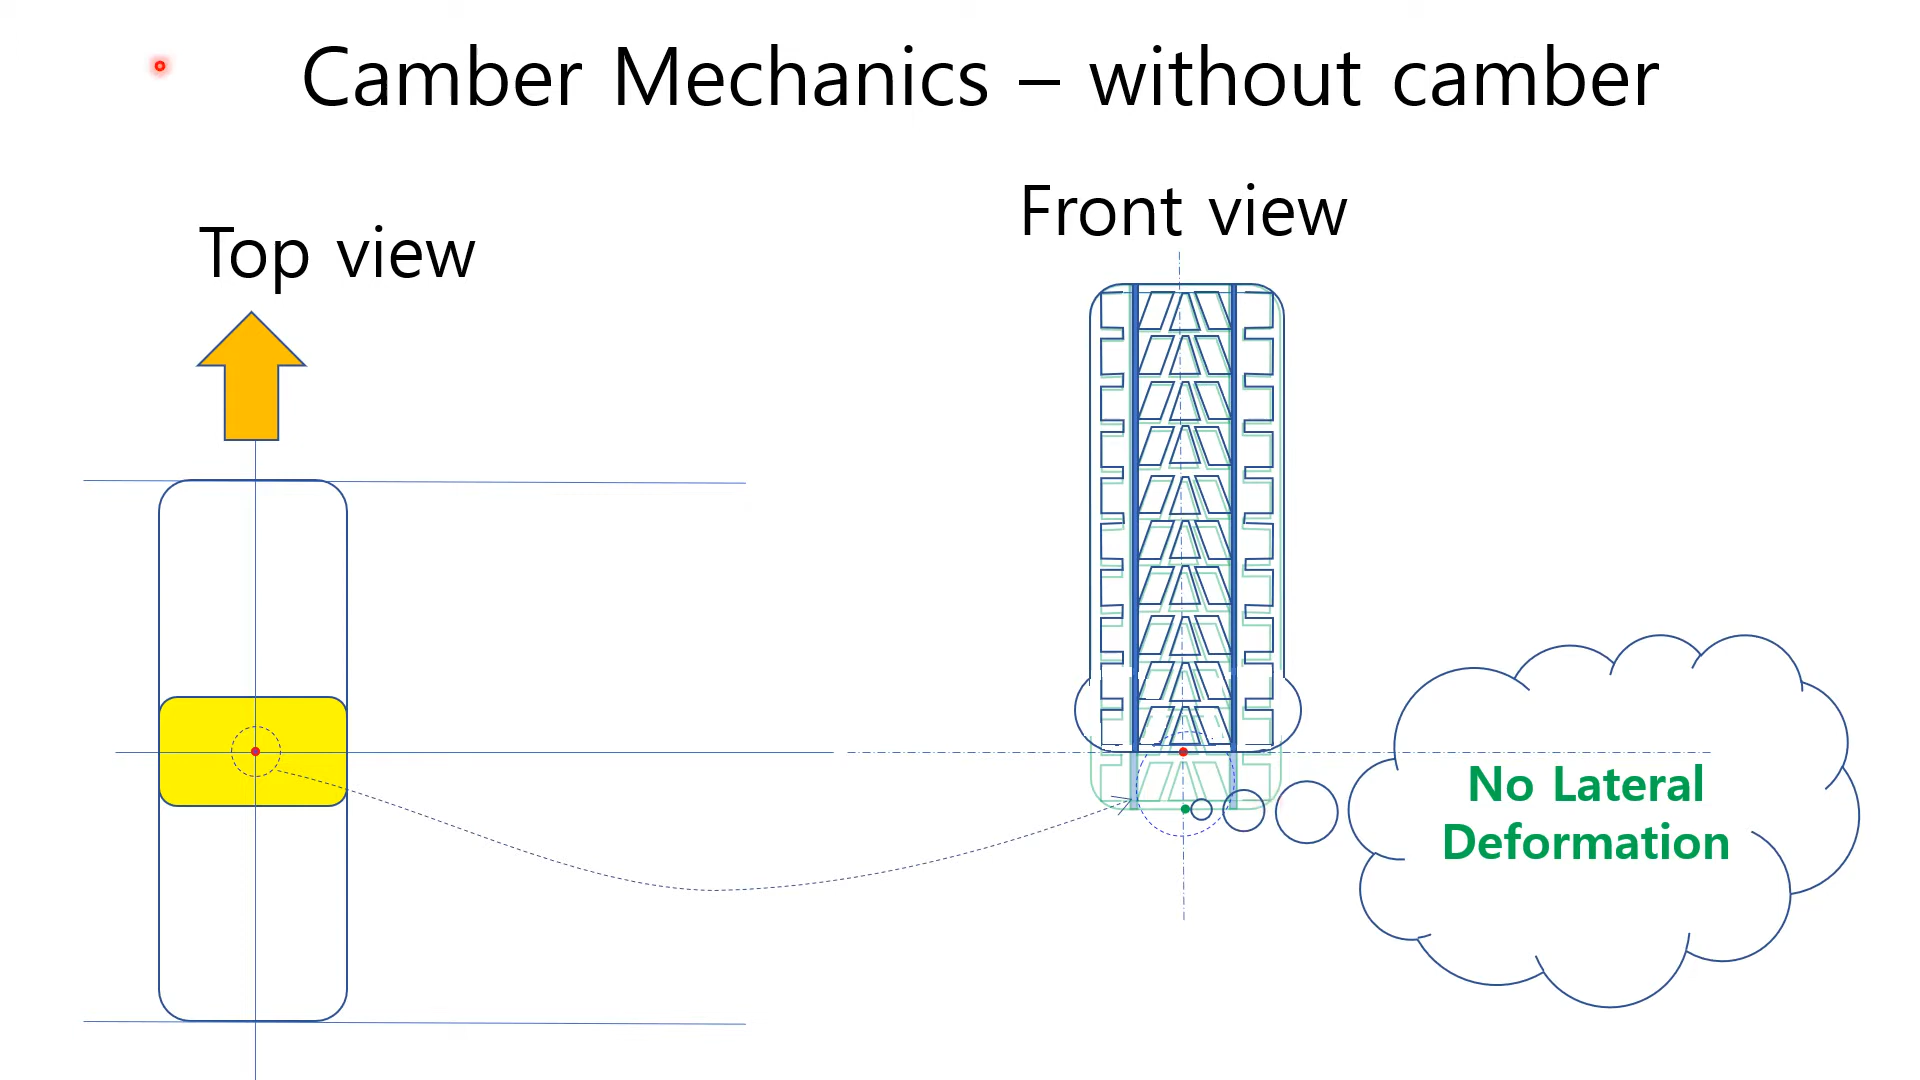 Camber Mechanics – without camber
Top view
Front view
No Lateral
Deformation